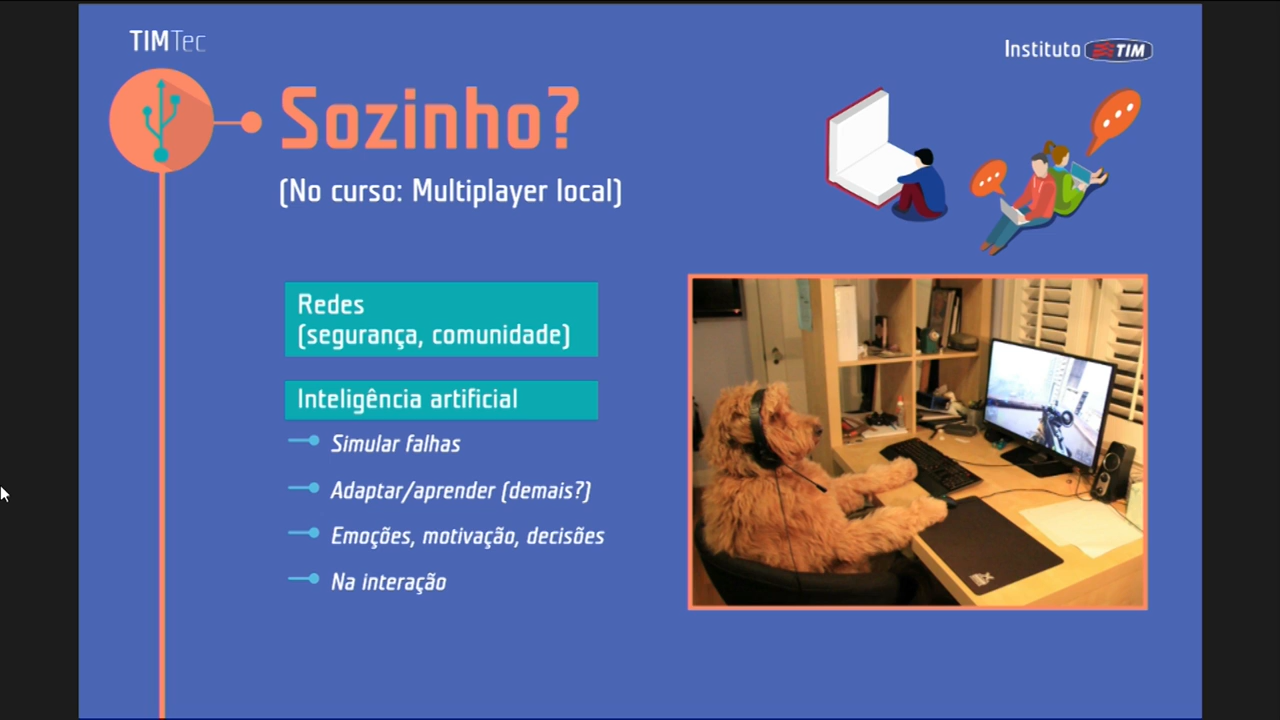 TIMTec
Instituto TIM
Sozinho?
(No curso: Multiplayer local)
Redes
(segurança, comunidade)
Inteligência artificial
Simular falhas
Adaptar/aprender (demais?)
Emoções, motivação, decisões
Na interação